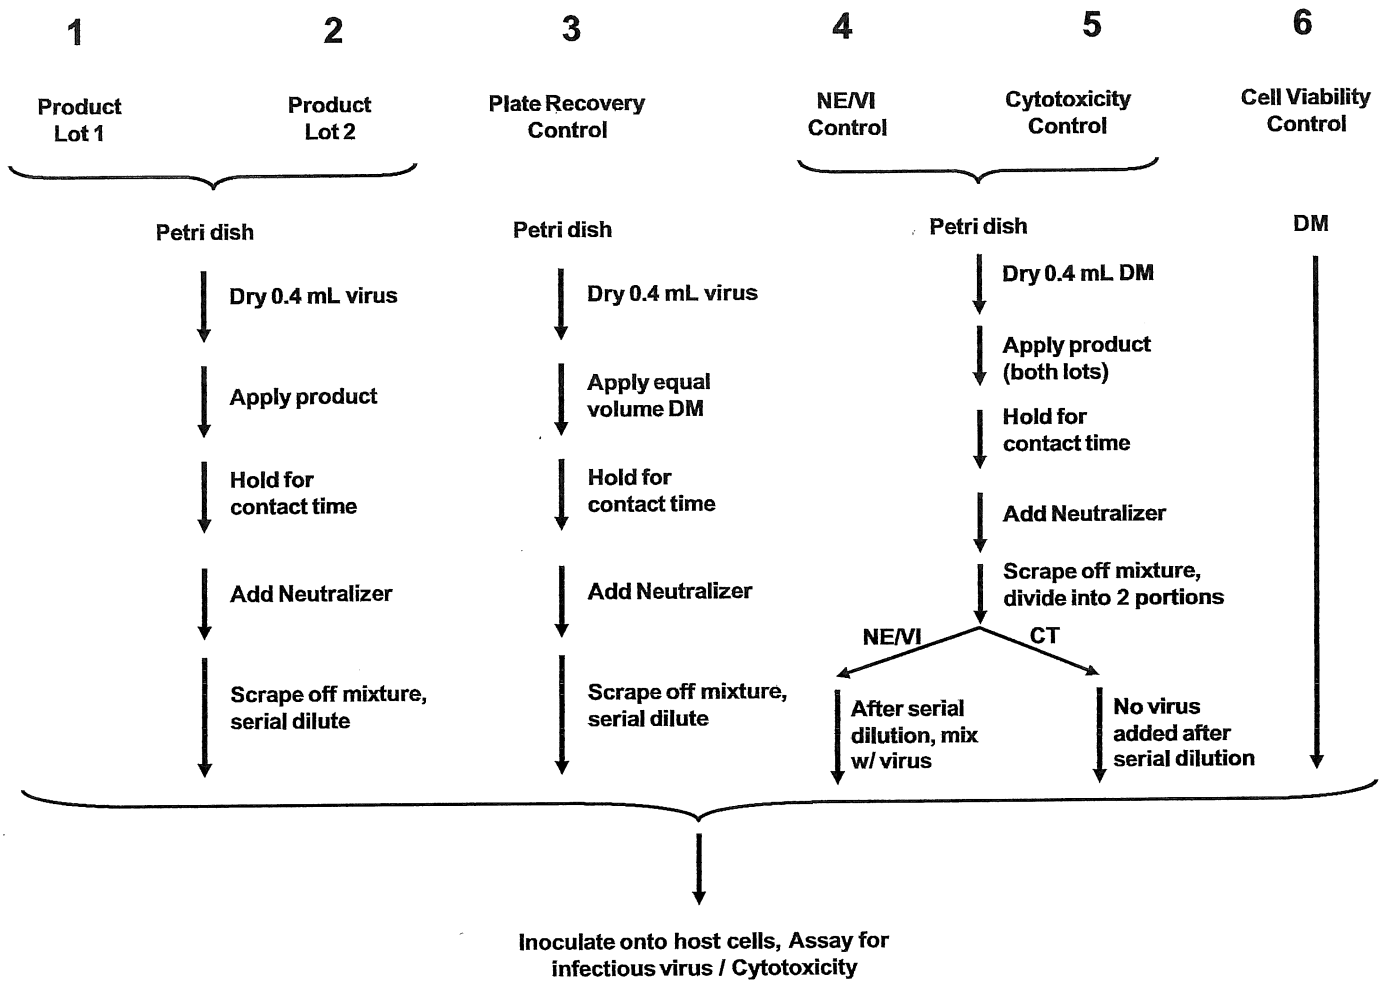 1
2
3
4
5
6
Product
Lot 1
Product
Lot 2
Plate Recovery
Control
NE/VI
Control
Cytotoxicity
Control
Cell Viability
Control
Petri dish
Dry 0.4 mL virus
Apply product
Hold for
contact time
Add Neutralizer
Scrape off mixture,
serial dilute
Petri dish
Dry 0.4 mL virus
Apply equal
volume DM
Hold for
contact time
Add Neutralizer
Scrape off mixture,
serial dilute
Petri dish
Dry 0.4 mL DM
Apply product
(both lots)
Hold for
contact time
Add Neutralizer
Scrape off mixture,
divide into 2 portions
NE/VI
CT
After serial
dilution, mix
w/ virus
No virus
added after
serial dilution
DM
Inoculate onto host cells, Assay for
infectious virus / Cytotoxicity